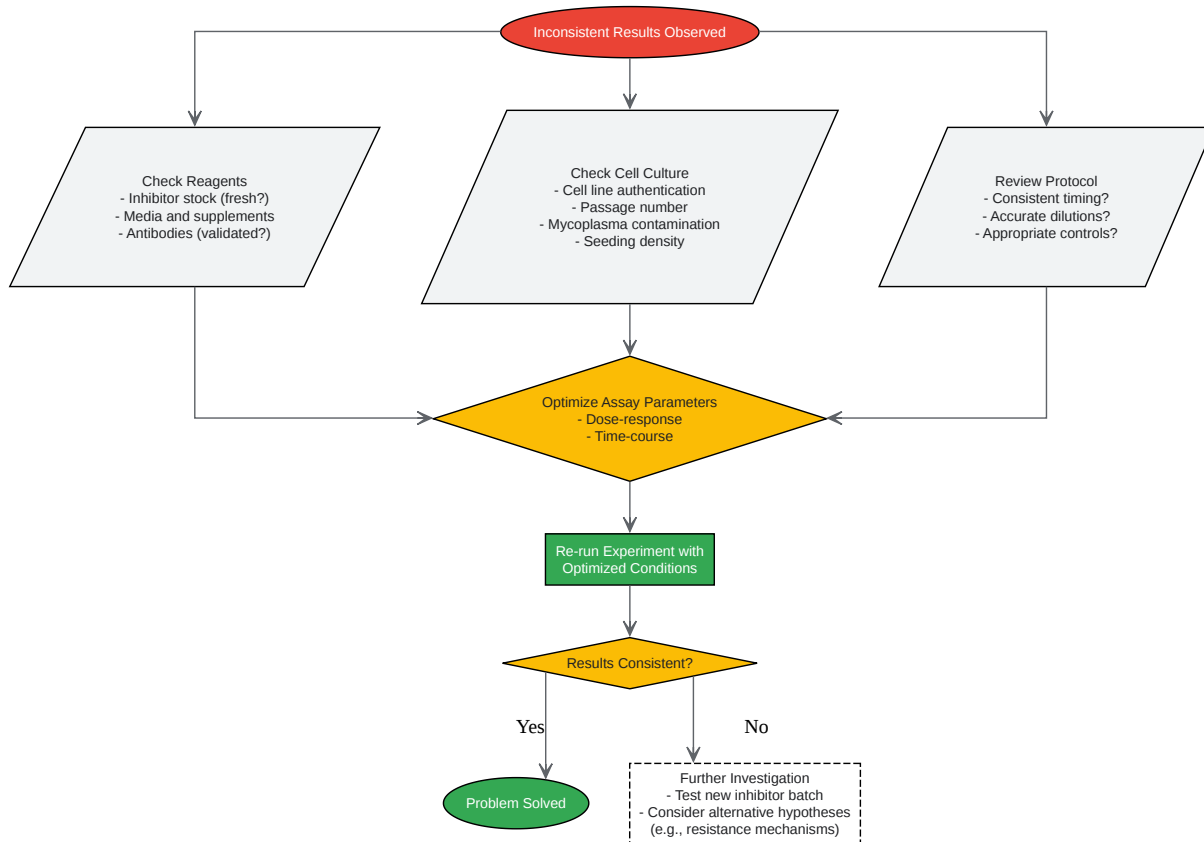 Inconsistent Results Observed
Check Reagents
- Inhibitor stock (fresh?)
- Media and supplements
- Antibodies (validated?)
Check Cell Culture
- Cell line authentication
- Passage number
- Mycoplasma contamination
- Seeding density
Review Protocol
- Consistent timing?
- Accurate dilutions?
- Appropriate controls?
Optimize Assay Parameters
- Dose-response
- Time-course
Re-run Experiment with
Optimized Conditions
Results Consistent?
Yes
No
Problem Solved
Further Investigation
- Test new inhibitor batch
- Consider alternative hypotheses
(e.g., resistance mechanisms)